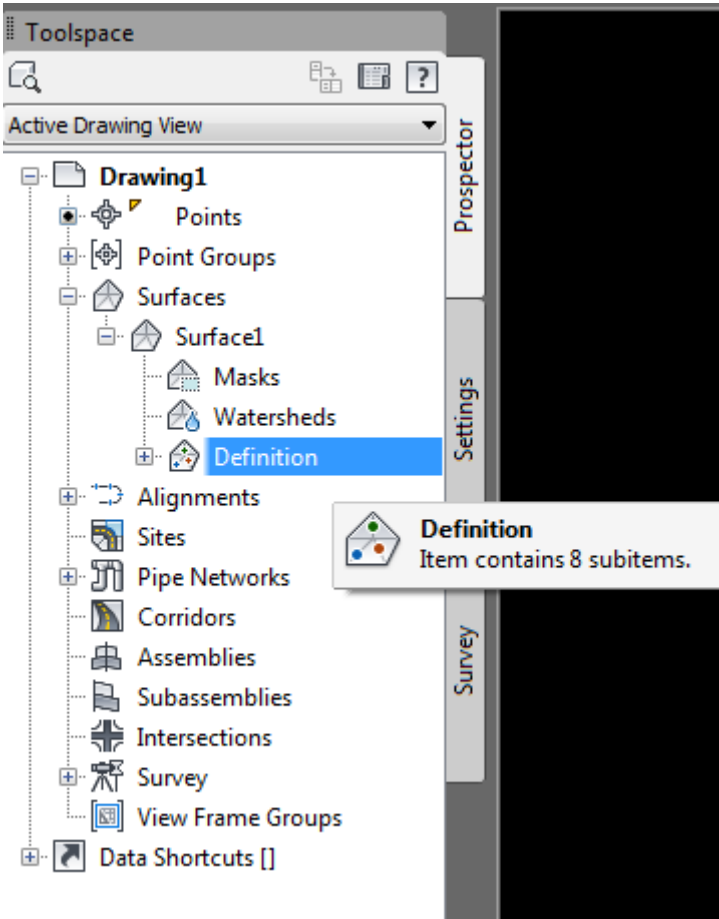 Toolspace
?
Active Drawing View
Drawing1
Points
Point Groups
Surfaces
Surface1
Masks
Watersheds
Definition
Alignments
Sites
Pipe Networks
Corridors
Assemblies
Subassemblies
Intersections
Survey
View Frame Groups
Data Shortcuts []
Prospector
Settings
Survey
Definition
Item contains 8 subitems.